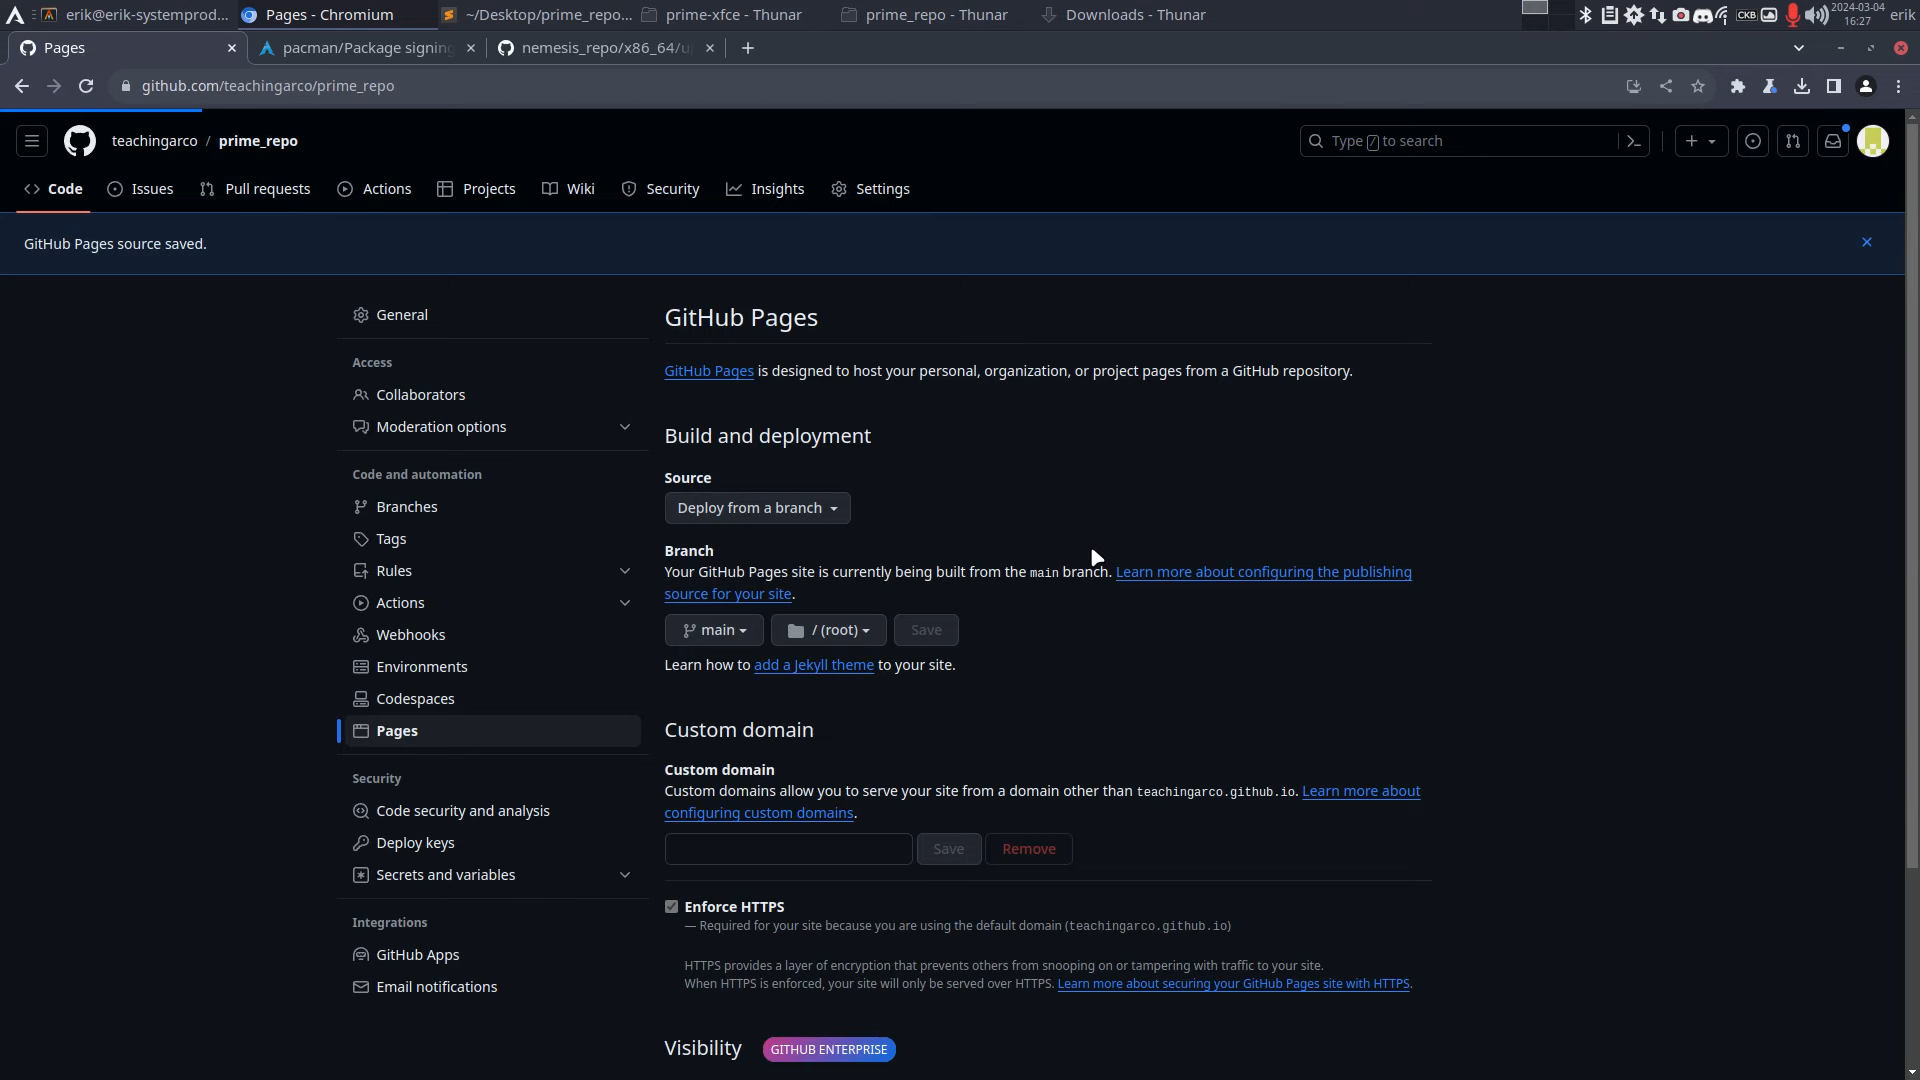 erik@erik-systemprod...
Pages - Chromium
~/Desktop/prime_repo...
prime-xfce - Thunar
prime_repo - Thunar
Downloads - Thunar
CKB
2024-03-04
16:27
erik
Pages
pacman/Package signing
nemesis_repo/x86_64/u
github.com/teachingarco/prime_repo
teachingarco / prime_repo
Type / to search
Code
Issues
Pull requests
Actions
Projects
Wiki
Security
Insights
Settings
GitHub Pages source saved.
General
Access
Collaborators
Moderation options
Code and automation
Branches
Tags
Rules
Actions
Webhooks
Environments
Codespaces
Pages
Security
Code security and analysis
Deploy keys
Secrets and variables
Integrations
GitHub Apps
Email notifications
GitHub Pages
GitHub Pages is designed to host your personal, organization, or project pages from a GitHub repository.
Build and deployment
Source
Deploy from a branch
Branch
Your GitHub Pages site is currently being built from the main branch. Learn more about configuring the publishing
source for your site.
main
/ (root)
Save
Learn how to add a Jekyll theme to your site.
Custom domain
Custom domain
Custom domains allow you to serve your site from a domain other than teachingarco.github.io. Learn more about
configuring custom domains.
Save
Remove
Enforce HTTPS
— Required for your site because you are using the default domain (teachingarco.github.io)
HTTPS provides a layer of encryption that prevents others from snooping on or tampering with traffic to your site.
When HTTPS is enforced, your site will only be served over HTTPS. Learn more about securing your GitHub Pages site with HTTPS.
Visibility
GITHUB ENTERPRISE